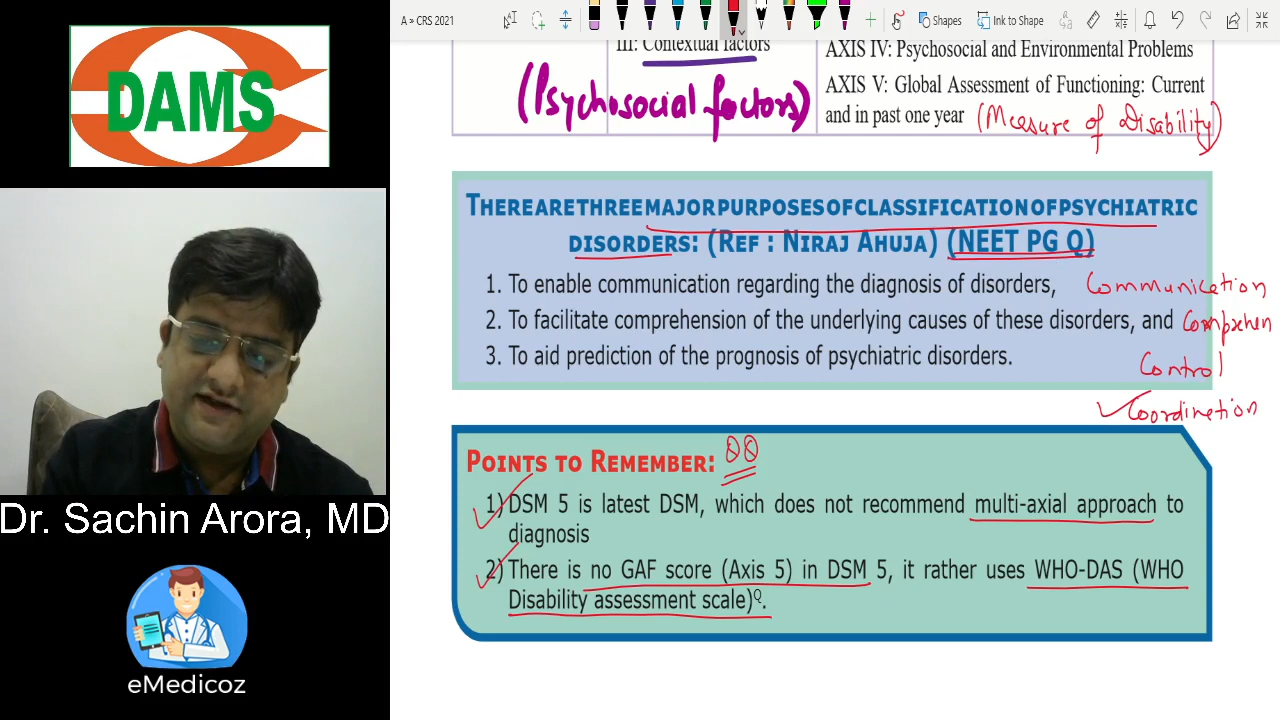 DAMS
A » CRS 2021
Shapes
Ink to Shape
III: Contextual factors
(Psychosocial factors)
AXIS IV: Psychosocial and Environmental Problems
AXIS V: Global Assessment of Functioning: Current
and in past one year (Measure of Disability)
THERE ARE THREE MAJOR PURPOSES OF CLASSIFICATION OF PSYCHIATRIC
DISORDERS: (REF : NIRAJ AHUJA) (NEET PG Q)
1. To enable communication regarding the diagnosis of disorders, Communication
2. To facilitate comprehension of the underlying causes of these disorders, and Comprehen
3. To aid prediction of the prognosis of psychiatric disorders.
Control
Coordination
POINTS TO REMEMBER:
1) DSM 5 is latest DSM, which does not recommend multi-axial approach to
diagnosis
2) There is no GAF score (Axis 5) in DSM 5, it rather uses WHO-DAS (WHO
Disability assessment scale)Q.
Dr. Sachin Arora, MD
eMedicoz